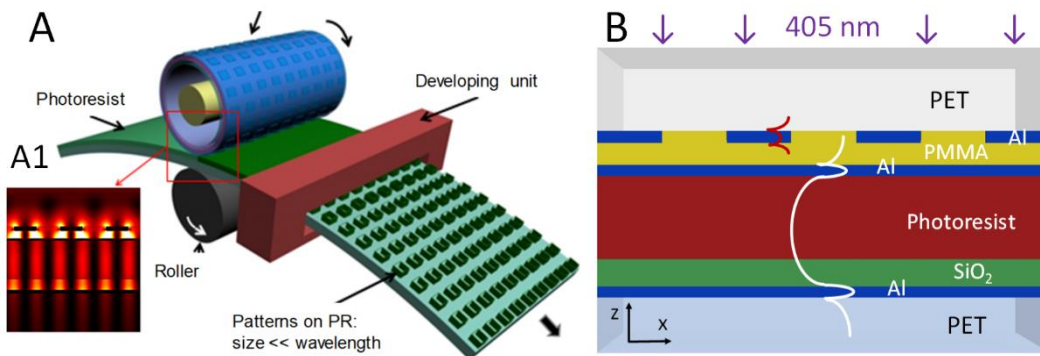 A
Photoresist
Developing unit
A1
Roller
Patterns on PR:
size << wavelength
B
405 nm
PET
Al
PMMA
Al
Photoresist
SiO₂
Al
PET
z
x